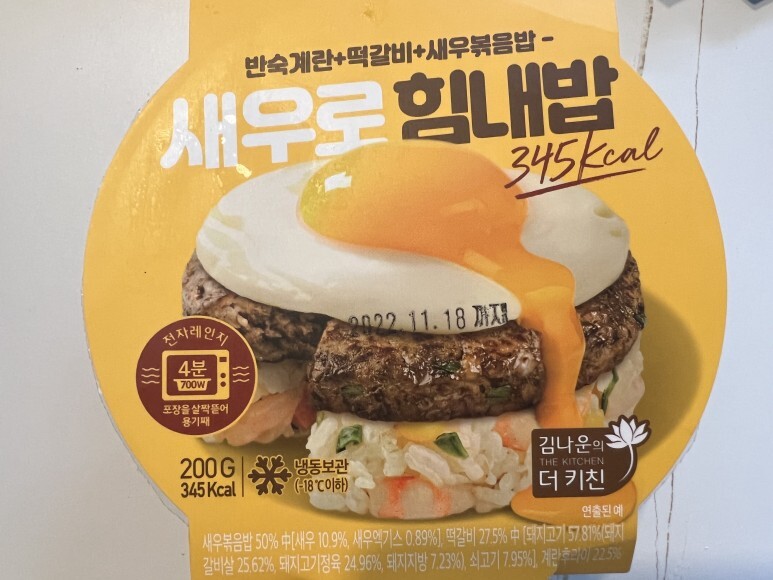 반숙계란+떡갈비+새우볶음밥
새우로 힘내밥
345kcal
2022.11.18 까지
전자레인지
4분
700W
포장을 살짝 뜯어
용기째
200G
345Kcal
냉동보관
(-18℃이하)
김나운의
THE KITCHEN
더 키친
연출된 예
새우볶음밥 50% 中[새우 10.9%, 새우엑기스 0.89%], 떡갈비 27.5% 中 [돼지고기 57.81%(돼지
갈비살 25.62%, 돼지고기정육 24.96%, 돼지지방 7.23%), 쇠고기 7.95%], 계란후라이 22.5%